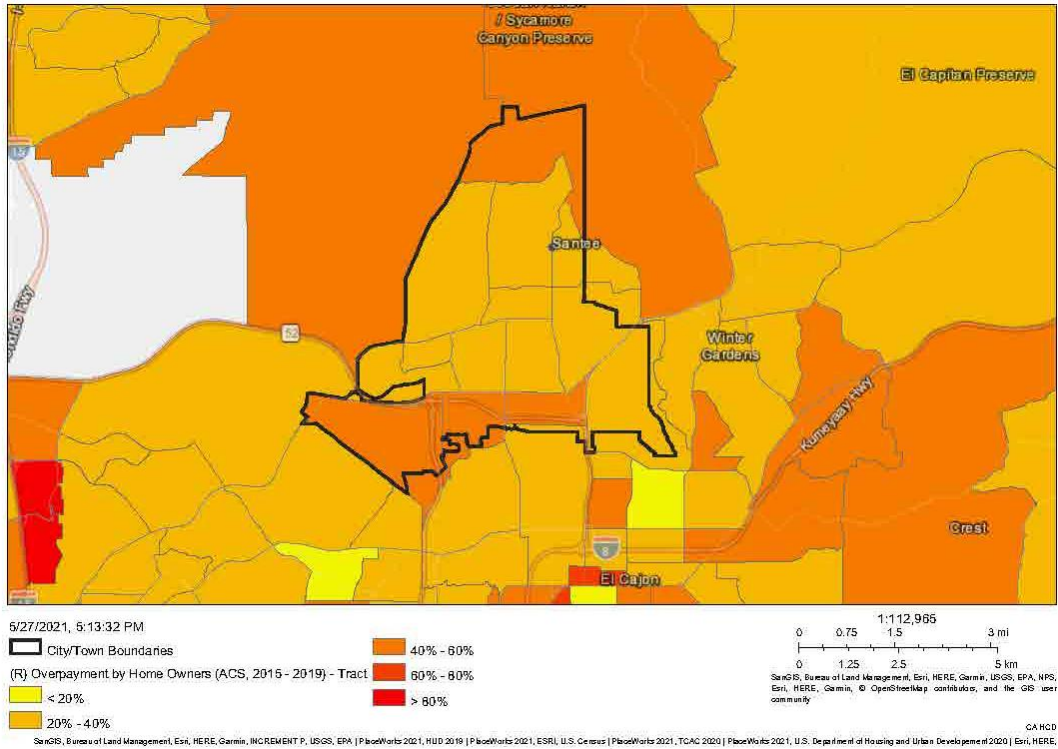 / Sycamore
Canyon Preserve
El Capitan Preserve
15
Santee
52
Winter
Gardens
Kumeyaay Hwy
Crest
8
El Cajon
5/27/2021, 5:13:32 PM
City/Town Boundaries
(R) Overpayment by Home Owners (ACS, 2015 - 2019) - Tract
< 20%
20% - 40%
40% - 60%
60% - 80%
> 80%
1:112,965
0 0.75 1.5 3 mi
0 1.25 2.5 5 km
SanGIS, Bureau of Land Management, Esri, HERE, Garmin, USGS, EPA, NPS,
Esri, HERE, Garmin, © OpenStreetMap contributors, and the GIS user
community
CA HCD
SanGIS, Bureau of Land Management, Esri, HERE, Garmin, INCREMENT P, USGS, EPA | PlaceWorks 2021, HUD 2019 | PlaceWorks 2021, ESRI, U.S. Census | PlaceWorks 2021, TCAC 2020 | PlaceWorks 2021, U.S. Department of Housing and Urban Development 2020 | Esri, HERE